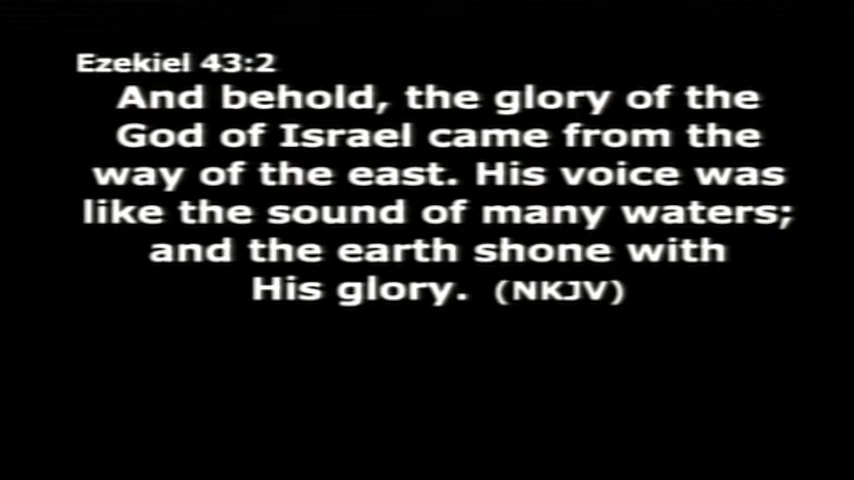 Ezekiel 43:2
And behold, the glory of the
God of Israel came from the
way of the east. His voice was
like the sound of many waters;
and the earth shone with
His glory. (NKJV)